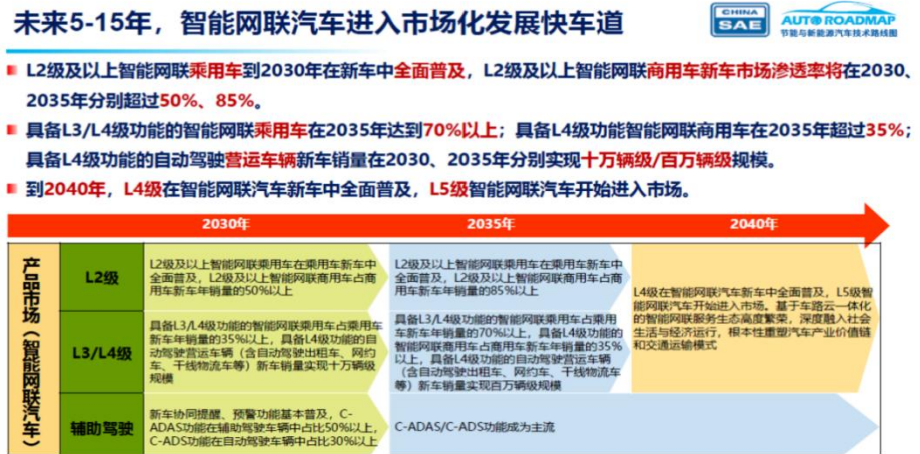 未来5-15年，智能网联汽车进入市场化发展快车道
CHINA
SAE
AUTO ROADMAP
节能与新能源汽车技术路线图
L2级及以上智能网联乘用车到2030年在新车中全面普及，L2级及以上智能网联商用车新车市场渗透率将在2030、
2035年分别超过50%、85%。
具备L3/L4级功能的智能网联乘用车在2035年达到70%以上；具备L4级功能智能网联商用车在2035年超过35%；
具备L4级功能的自动驾驶营运车辆新车销量在2030、2035年分别实现十万辆级/百万辆级规模。
到2040年，L4级在智能网联汽车新车中全面普及，L5级智能网联汽车开始进入市场。
2030年
2035年
2040年
产品市场（智能网联汽车）
L2级
L2级及以上智能网联乘用车在乘用车新车中
全面普及，L2级及以上智能网联商用车占商
用车新车年销量的50%以上
L2级及以上智能网联乘用车在乘用车新车中
全面普及，L2级及以上智能网联商用车占商
用车新车年销量的85%以上
L4级在智能网联汽车新车中全面普及，L5级智
能网联汽车开始进入市场。基于车路云一体化
的智能网联服务生态高度繁荣，深度融入社会
生活与经济运行，根本性重塑汽车产业价值链
和交通运输模式
L3/L4级
具备L3/L4级功能的智能网联乘用车占乘用车
新车年销量的35%以上，具备L4级功能的自
动驾驶营运车辆（含自动驾驶出租车、网约
车、干线物流车等）新车销量实现十万辆级
规模
具备L3/L4级功能的智能网联乘用车占乘用
车新车年销量的70%以上，具备L4级功能的
智能网联商用车占商用车新车年销量的35%
以上，具备L4级功能的自动驾驶营运车辆
（含自动驾驶出租车、网约车、干线物流车
等）新车销量实现百万辆级规模
辅助驾驶
新车协同提醒、预警功能基本普及，C-
ADAS功能在辅助驾驶车辆中占比50%以上，
C-ADS功能在自动驾驶车辆中占比30%以上
C-ADAS/C-ADS功能成为主流